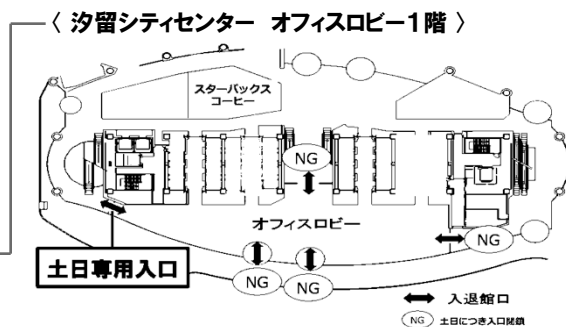 〈 汐留シティセンター オフィスロビー1階 〉
スターバックス
コーヒー
NG
オフィスロビー
NG
土日専用入口
NG
NG
入退館口
NG 土日につき入口閉鎖